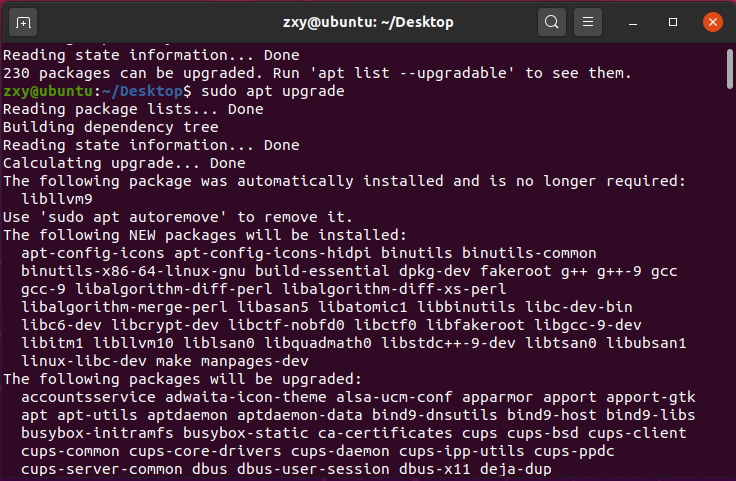 zxy@ubuntu: ~/Desktop
Reading state information... Done
230 packages can be upgraded. Run 'apt list --upgradable' to see them.
zxy@ubuntu:~/Desktop$ sudo apt upgrade
Reading package lists... Done
Building dependency tree
Reading state information... Done
Calculating upgrade... Done
The following package was automatically installed and is no longer required:
  libllvm9
Use 'sudo apt autoremove' to remove it.
The following NEW packages will be installed:
  apt-config-icons apt-config-icons-hidpi binutils binutils-common
  binutils-x86-64-linux-gnu build-essential dpkg-dev fakeroot g++ g++-9 gcc
  gcc-9 libalgorithm-diff-perl libalgorithm-diff-xs-perl
  libalgorithm-merge-perl libasan5 libatomic1 libbinutils libc-dev-bin
  libc6-dev libcrypt-dev libctf-nobfd0 libctf0 libfakeroot libgcc-9-dev
  libitm1 libllvm10 liblsan0 libquadmath0 libstdc++-9-dev libtsan0 libubsan1
  linux-libc-dev make manpages-dev
The following packages will be upgraded:
  accountsservice adwaita-icon-theme alsa-ucm-conf apparmor apport apport-gtk
  apt apt-utils aptdaemon aptdaemon-data bind9-dnsutils bind9-host bind9-libs
  busybox-initramfs busybox-static ca-certificates cups cups-bsd cups-client
  cups-common cups-core-drivers cups-daemon cups-ipp-utils cups-ppdc
  cups-server-common dbus dbus-user-session dbus-x11 deja-dup